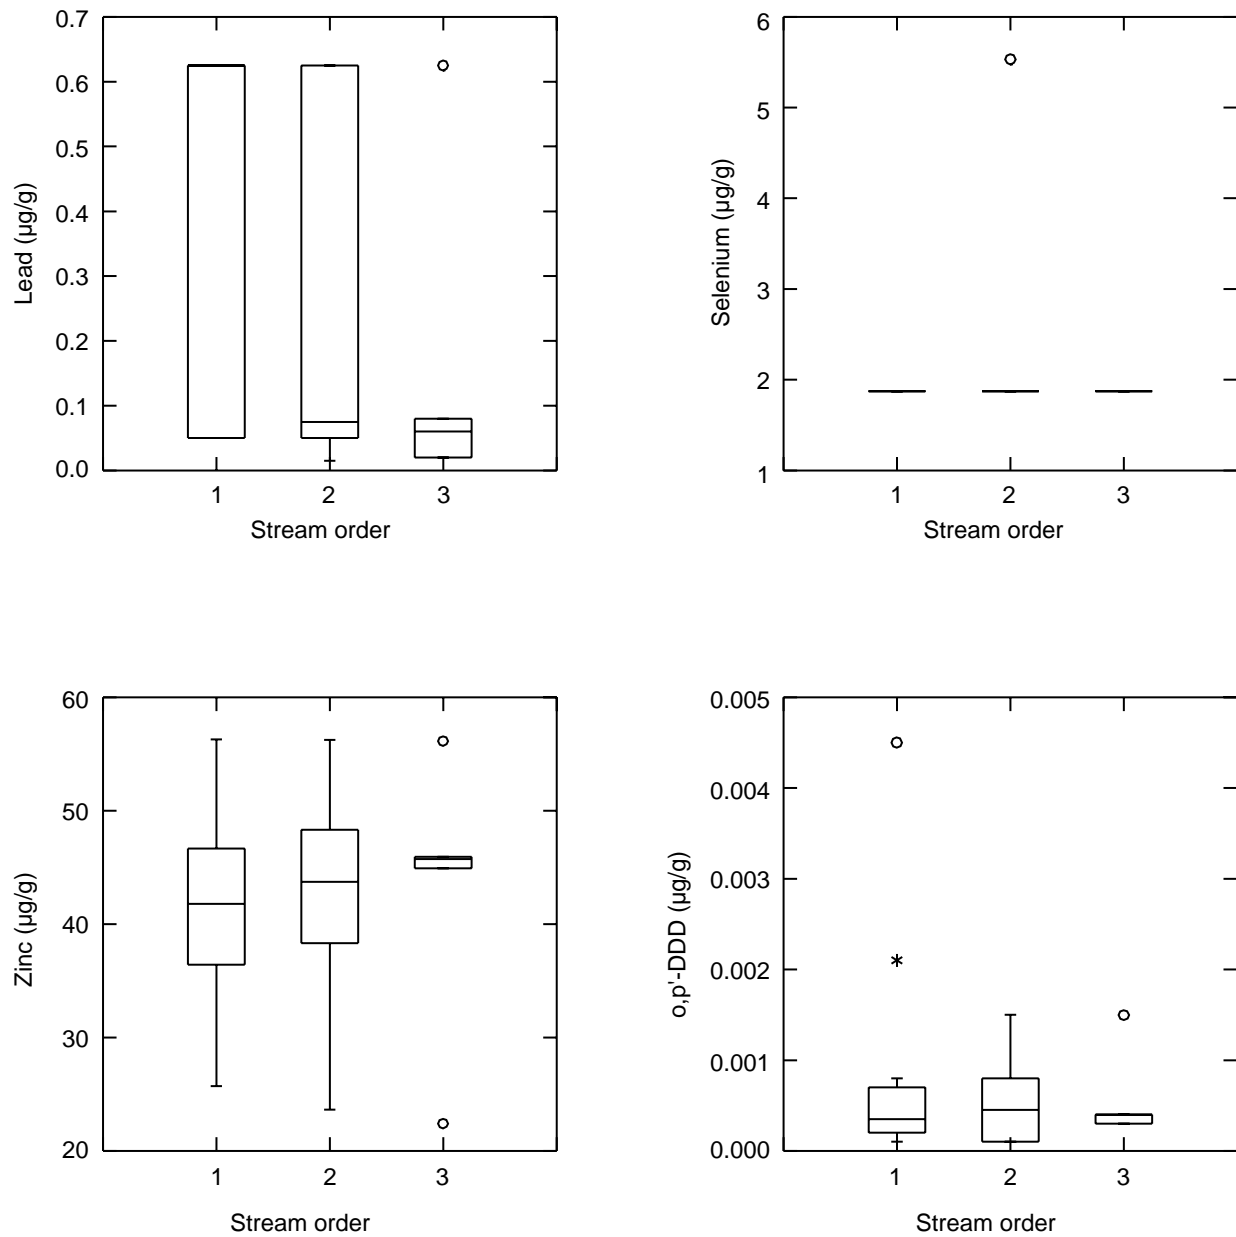 0.7
0.6
0.5
0.4
0.3
0.2
0.1
0.0
Lead (µg/g)
1 2 3
Stream order
6
5
4
3
2
1
Selenium (µg/g)
1 2 3
Stream order
60
50
40
30
20
Zinc (µg/g)
1 2 3
Stream order
0.005
0.004
0.003
0.002
0.001
0.000
o,p'-DDD (µg/g)
1 2 3
Stream order